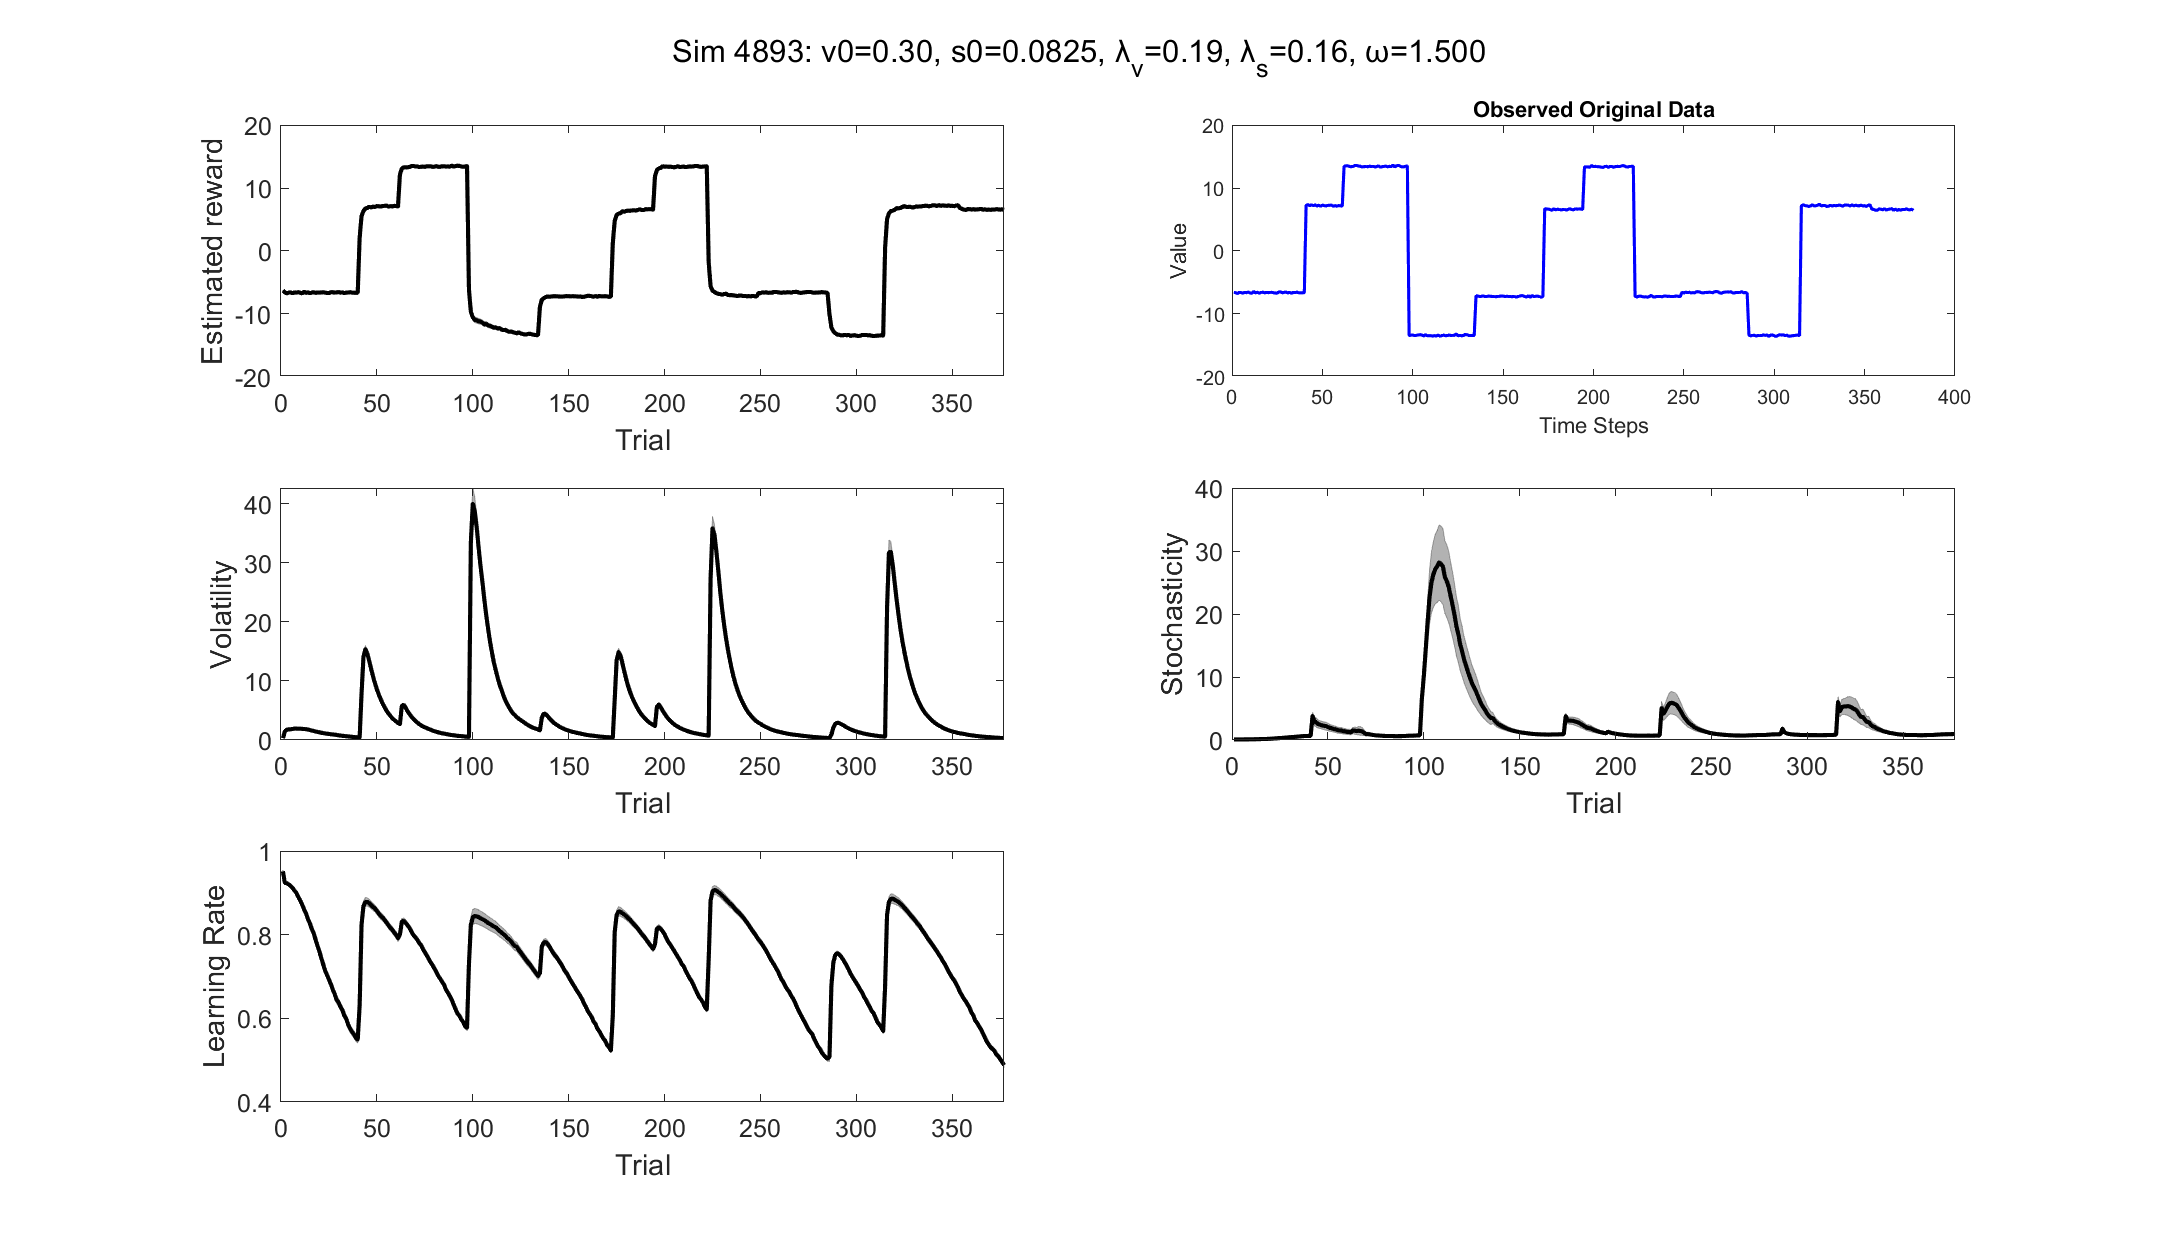 Sim 4893: v0=0.30, s0=0.0825, λv=0.19, λs=0.16, ω=1.500
Estimated reward
20
10
0
-10
-20
0 50 100 150 200 250 300 350
Trial
Observed Original Data
Value
20
10
0
-10
-20
0 50 100 150 200 250 300 350 400
Time Steps
Volatility
40
30
20
10
0
0 50 100 150 200 250 300 350
Trial
Stochasticity
40
30
20
10
0
0 50 100 150 200 250 300 350
Trial
Learning Rate
1
0.8
0.6
0.4
0 50 100 150 200 250 300 350
Trial